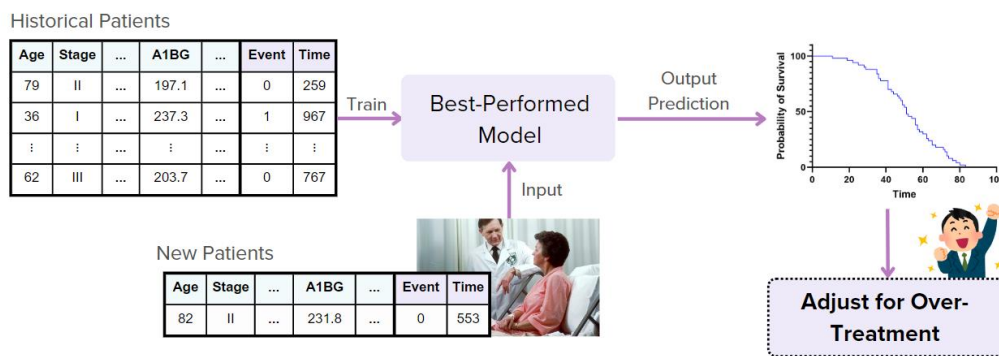 Historical Patients
Age Stage ... A1BG ... Event Time
79 II ... 197.1 ... 0 259
36 I ... 237.3 ... 1 967
⋮ ⋮ ... ⋮ ... ⋮ ⋮
62 III ... 203.7 ... 0 767
Train
Best-Performed
Model
Output
Prediction
Input
Probability of Survival
100
50
0
0 20 40 60 80 100
Time
New Patients
Age Stage ... A1BG ... Event Time
82 II ... 231.8 ... 0 553
Adjust for Over-
Treatment